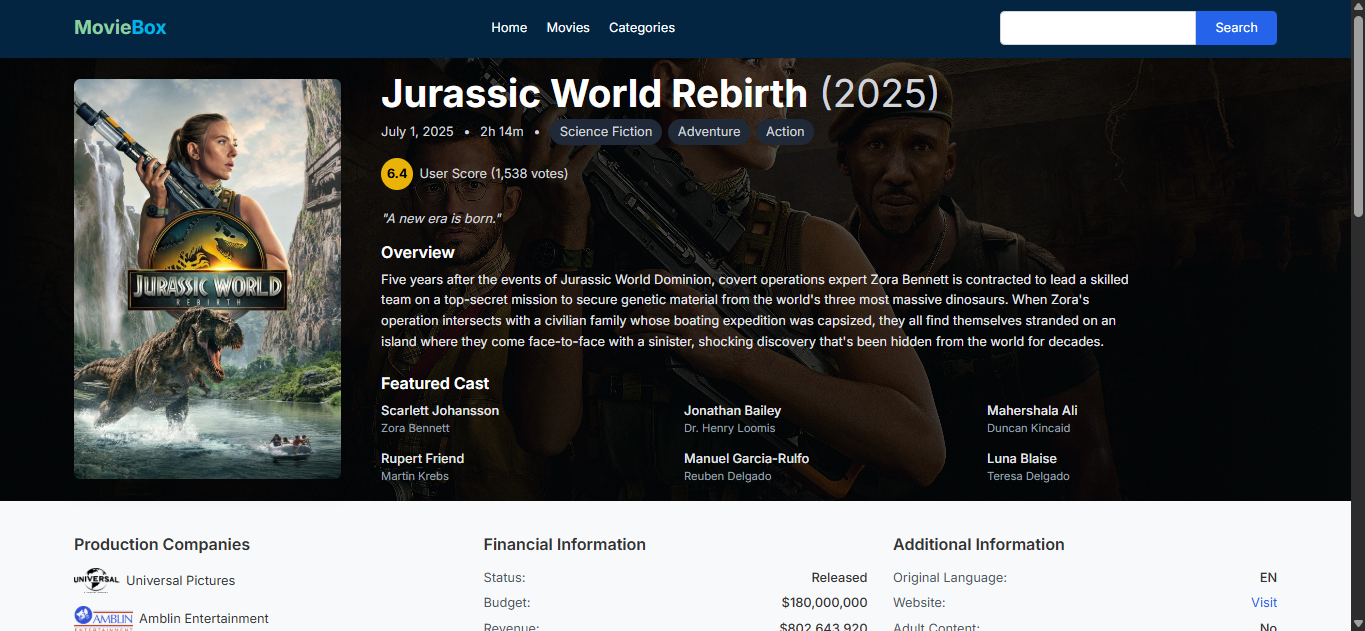 MovieBox
Home Movies Categories
Search
Jurassic World Rebirth (2025)
July 1, 2025 • 2h 14m • Science Fiction Adventure Action
6.4 User Score (1,538 votes)
"A new era is born."
Overview
Five years after the events of Jurassic World Dominion, covert operations expert Zora Bennett is contracted to lead a skilled
team on a top-secret mission to secure genetic material from the world's three most massive dinosaurs. When Zora's
operation intersects with a civilian family whose boating expedition was capsized, they all find themselves stranded on an
island where they come face-to-face with a sinister, shocking discovery that's been hidden from the world for decades.
JURASSIC WORLD
REBIRTH
Featured Cast
Scarlett Johansson
Zora Bennett
Jonathan Bailey
Dr. Henry Loomis
Mahershala Ali
Duncan Kincaid
Rupert Friend
Martin Krebs
Manuel Garcia-Rulfo
Reuben Delgado
Luna Blaise
Teresa Delgado
Production Companies
UNIVERSAL Universal Pictures
AMBLIN Amblin Entertainment
ENTERTAINMENT
Financial Information
Status: Released
Budget: $180,000,000
Revenue: $802,643,920
Additional Information
Original Language: EN
Website: Visit
Adult Content: No